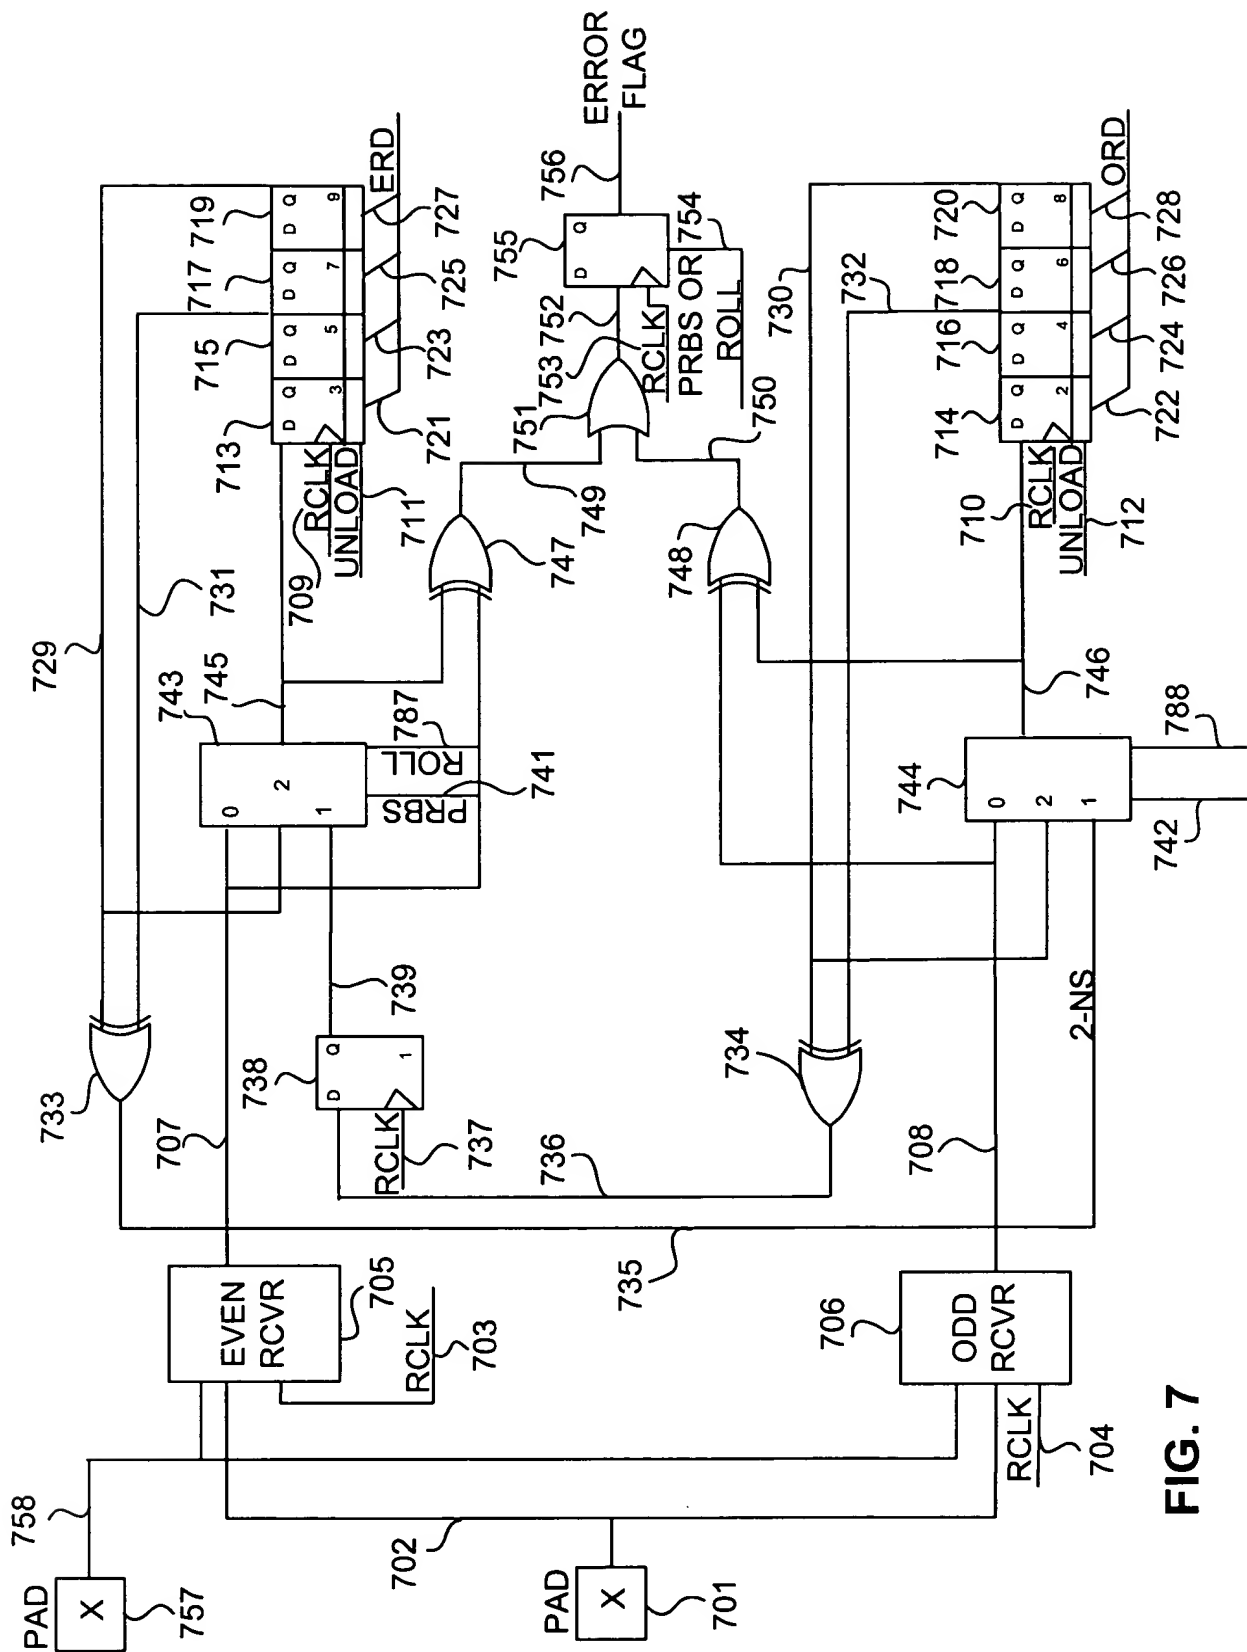 PAD
X
757
758
PAD
X
701
702
EVEN
RCVR
705
RCLK
703
ODD
RCVR
706
RCLK
704
707
708
733
735
736
RCLK
737
738
D
Q
1
739
734
2-NS
729
731
743
0
2
1
745
PRBS
741
ROLL
787
744
0
2
1
742
788
746
709
RCLK
UNLOAD
711
713
715
717
719
D
Q
3
D
Q
5
D
Q
7
D
Q
9
721
723
725
727
ERD
747
748
749
750
751
752
753
RCLK
PRBS OR
ROLL
754
755
D
Q
756
ERROR
FLAG
730
732
710
RCLK
UNLOAD
712
714
716
718
720
D
Q
2
D
Q
4
D
Q
6
D
Q
8
722
724
726
728
ORD
FIG. 7